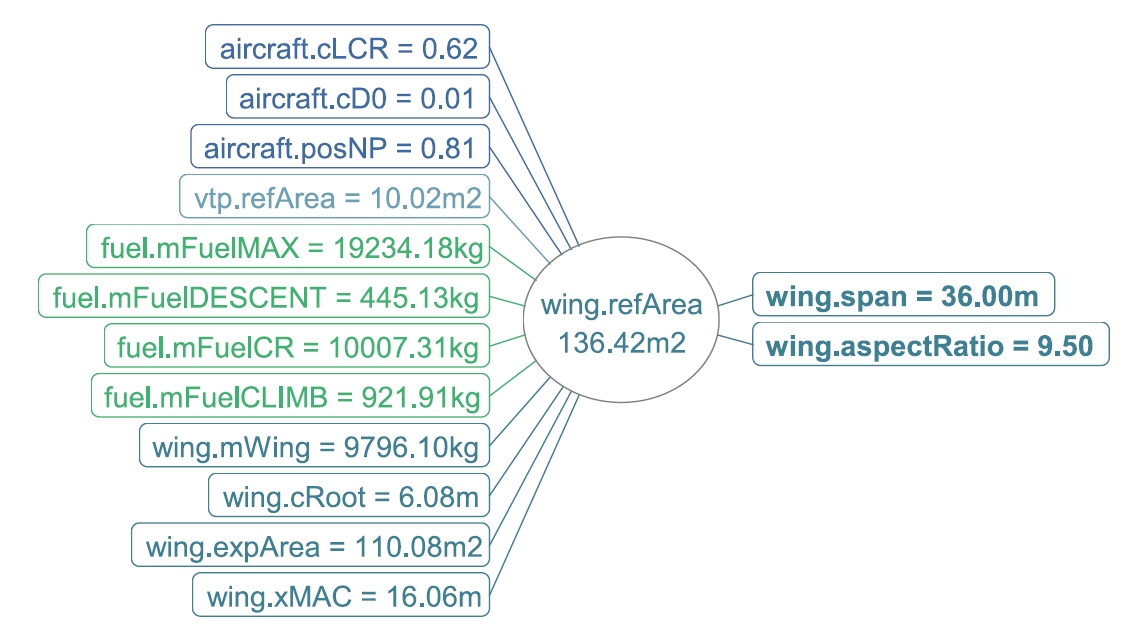 aircraft.cLCR = 0.62
aircraft.cD0 = 0.01
aircraft.posNP = 0.81
vtp.refArea = 10.02m2
fuel.mFuelMAX = 19234.18kg
fuel.mFuelDESCENT = 445.13kg
fuel.mFuelCR = 10007.31kg
fuel.mFuelCLIMB = 921.91kg
wing.mWing = 9796.10kg
wing.cRoot = 6.08m
wing.expArea = 110.08m2
wing.xMAC = 16.06m
wing.refArea
136.42m2
wing.span = 36.00m
wing.aspectRatio = 9.50